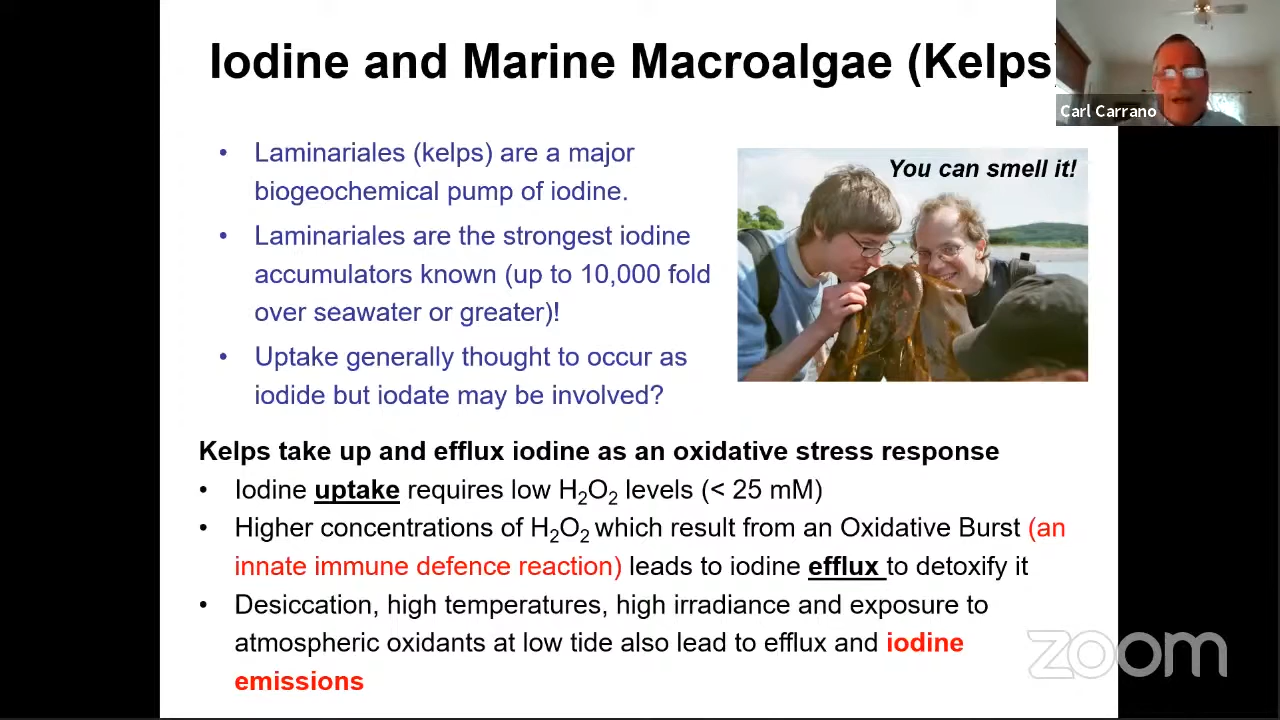 Iodine and Marine Macroalgae (Kelps)
Carl Carrano
• Laminariales (kelps) are a major
biogeochemical pump of iodine.
• Laminariales are the strongest iodine
accumulators known (up to 10,000 fold
over seawater or greater)!
• Uptake generally thought to occur as
iodide but iodate may be involved?
You can smell it!
Kelps take up and efflux iodine as an oxidative stress response
• Iodine uptake requires low H₂O₂ levels (< 25 mM)
• Higher concentrations of H₂O₂ which result from an Oxidative Burst (an
innate immune defence reaction) leads to iodine efflux to detoxify it
• Desiccation, high temperatures, high irradiance and exposure to
atmospheric oxidants at low tide also lead to efflux and iodine
emissions
zoom